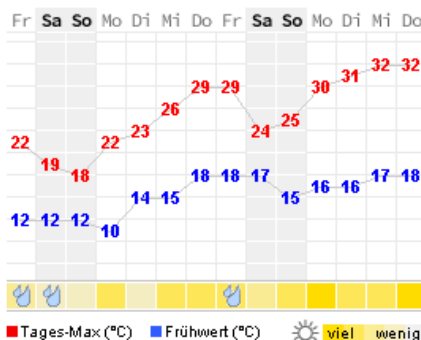 Fr Sa So Mo Di Mi Do Fr Sa So Mo Di Mi Do
22 19 18 22 23 26 29 29 24 25 30 31 32 32
12 12 12 10 14 15 18 18 17 15 16 16 17 18
Tages-Max (°C) Frühwert (°C) viel wenig